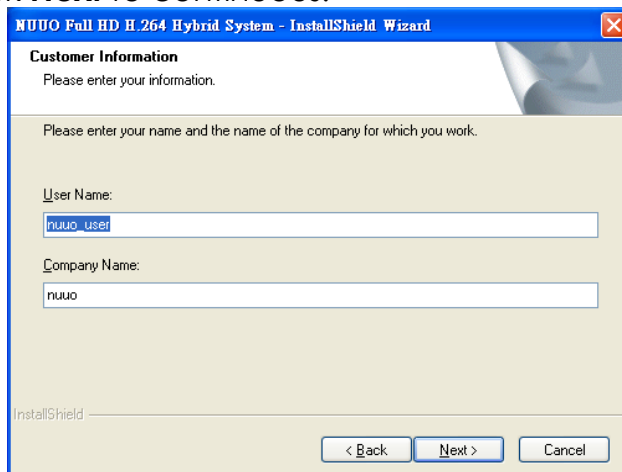 NUUO Full HD H.264 Hybrid System - InstallShield Wizard
Customer Information
Please enter your information.
Please enter your name and the name of the company for which you work.
User Name:
nuuo_user
Company Name:
nuuo
InstallShield
< Back Next > Cancel